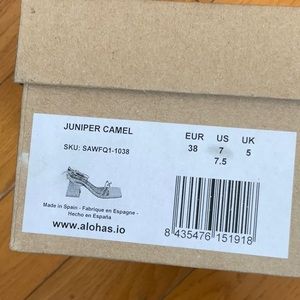 JUNIPER CAMEL
SKU: SAWFQ1-1038
EUR US UK
38 7 5
7.5
Made in Spain - Fabrique en Espagne -
Hecho en España
www.alohas.io
8 435476 151918